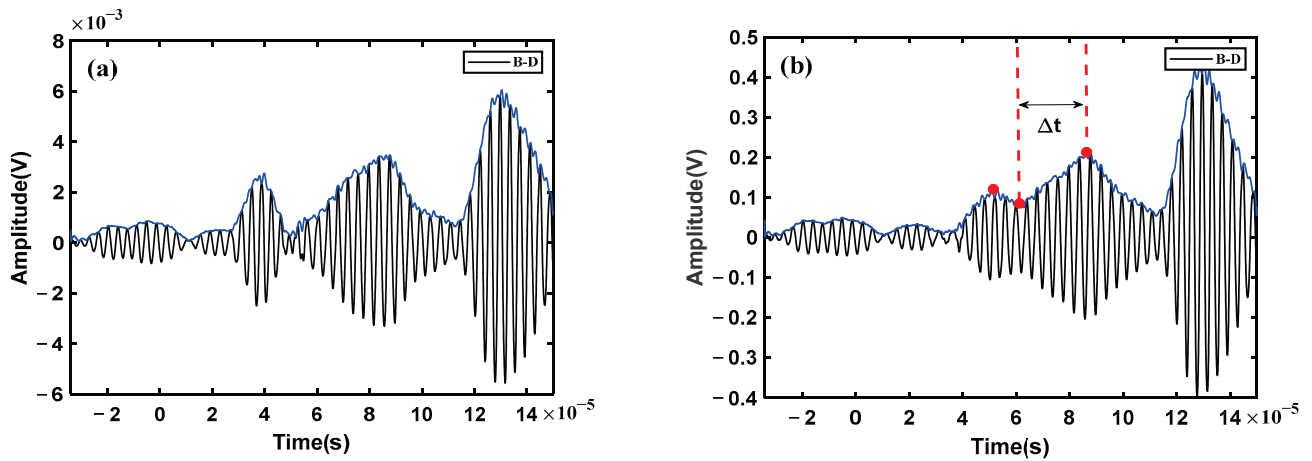 ×10⁻³
(a)
B-D
8
6
4
2
0
−2
−4
−6
Amplitude(V)
−2 0 2 4 6 8 10 12 14 ×10⁻⁵
Time(s)
(b)
B-D
Δt
0.5
0.4
0.3
0.2
0.1
0
−0.1
−0.2
−0.3
−0.4
Amplitude(V)
−2 0 2 4 6 8 10 12 14 ×10⁻⁵
Time(s)